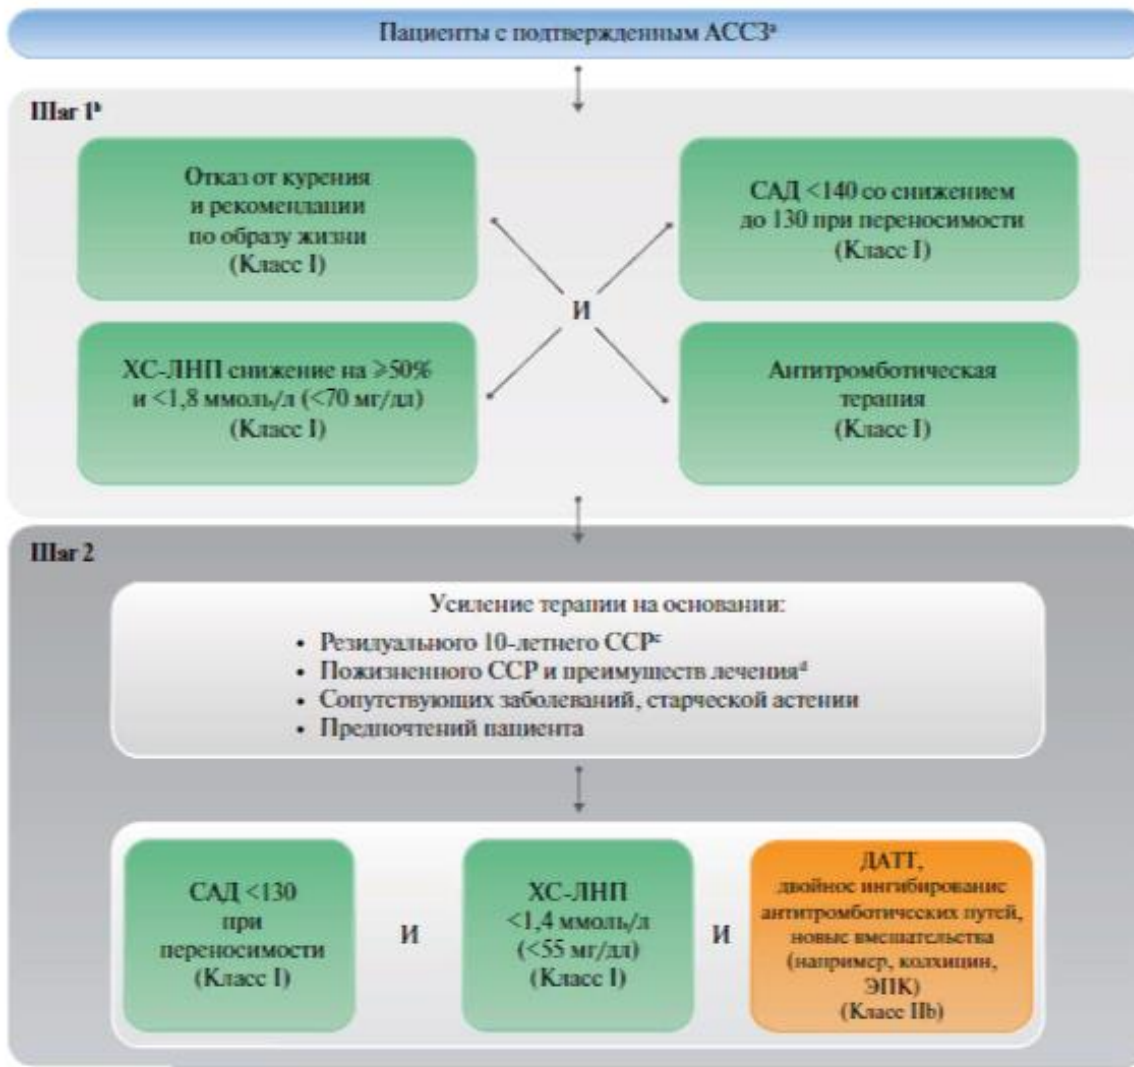 Пациенты с подтвержденным АССЗᵃ
Шаг 1ᵇ
Отказ от курения
и рекомендации
по образу жизни
(Класс I)
САД <140 со снижением
до 130 при переносимости
(Класс I)
И
ХС-ЛНП снижение на ≥50%
и <1,8 ммоль/л (<70 мг/дл)
(Класс I)
Антитромботическая
терапия
(Класс I)
Шаг 2
Усиление терапии на основании:
• Резидуального 10-летнего ССРᶜ
• Пожизненного ССР и преимуществ леченияᵈ
• Сопутствующих заболеваний, старческой астении
• Предпочтений пациента
САД <130
при
переносимости
(Класс I)
И
ХС-ЛНП
<1,4 ммоль/л
(<55 мг/дл)
(Класс I)
И
ДАТТ,
двойное ингибирование
антитромботических путей,
новые вмешательства
(например, колхицин,
ЭПК)
(Класс IIb)